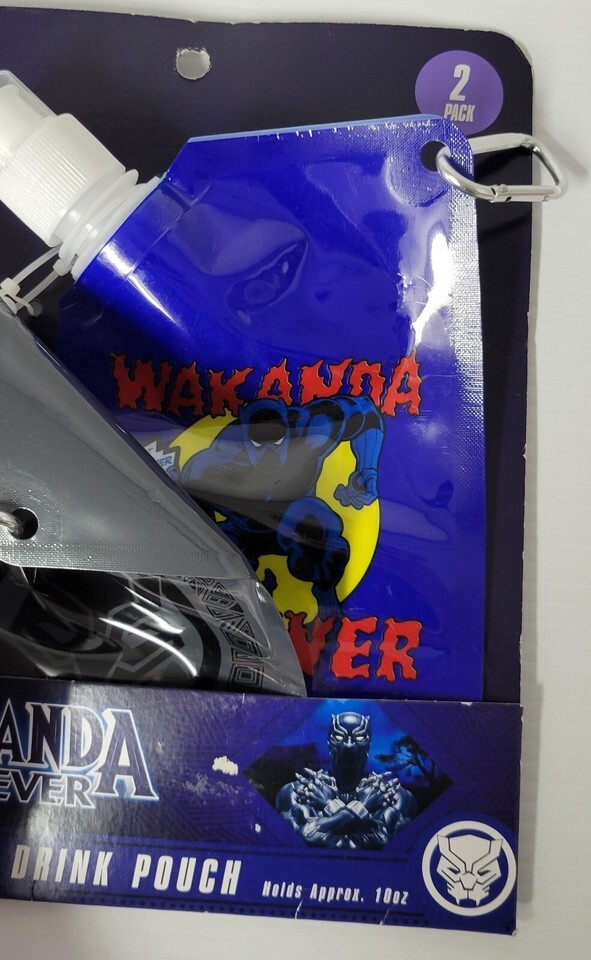 2
PACK
WAKANDA
VER
ANDA
EVER
DRINK POUCH Holds Approx. 10oz